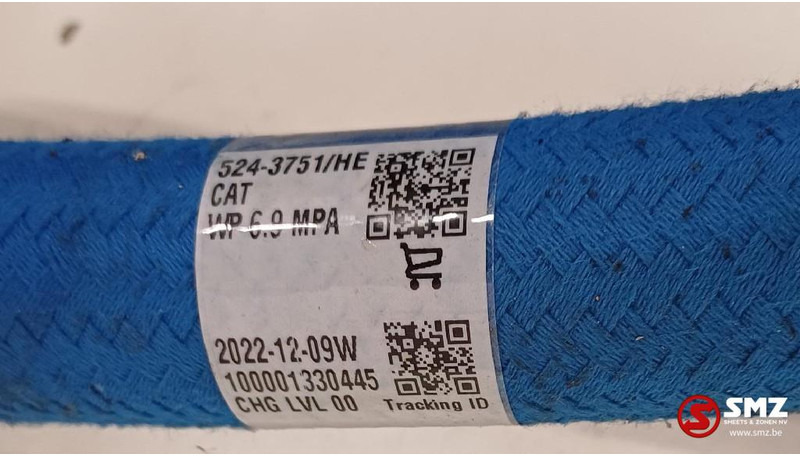 524-3751/HE
CAT
WP 6.9 MPA
2022-12-09W
100001330445
CHG LVL 00
Tracking ID
SMZ
SMEETS & ZONEN NV
www.smz.be